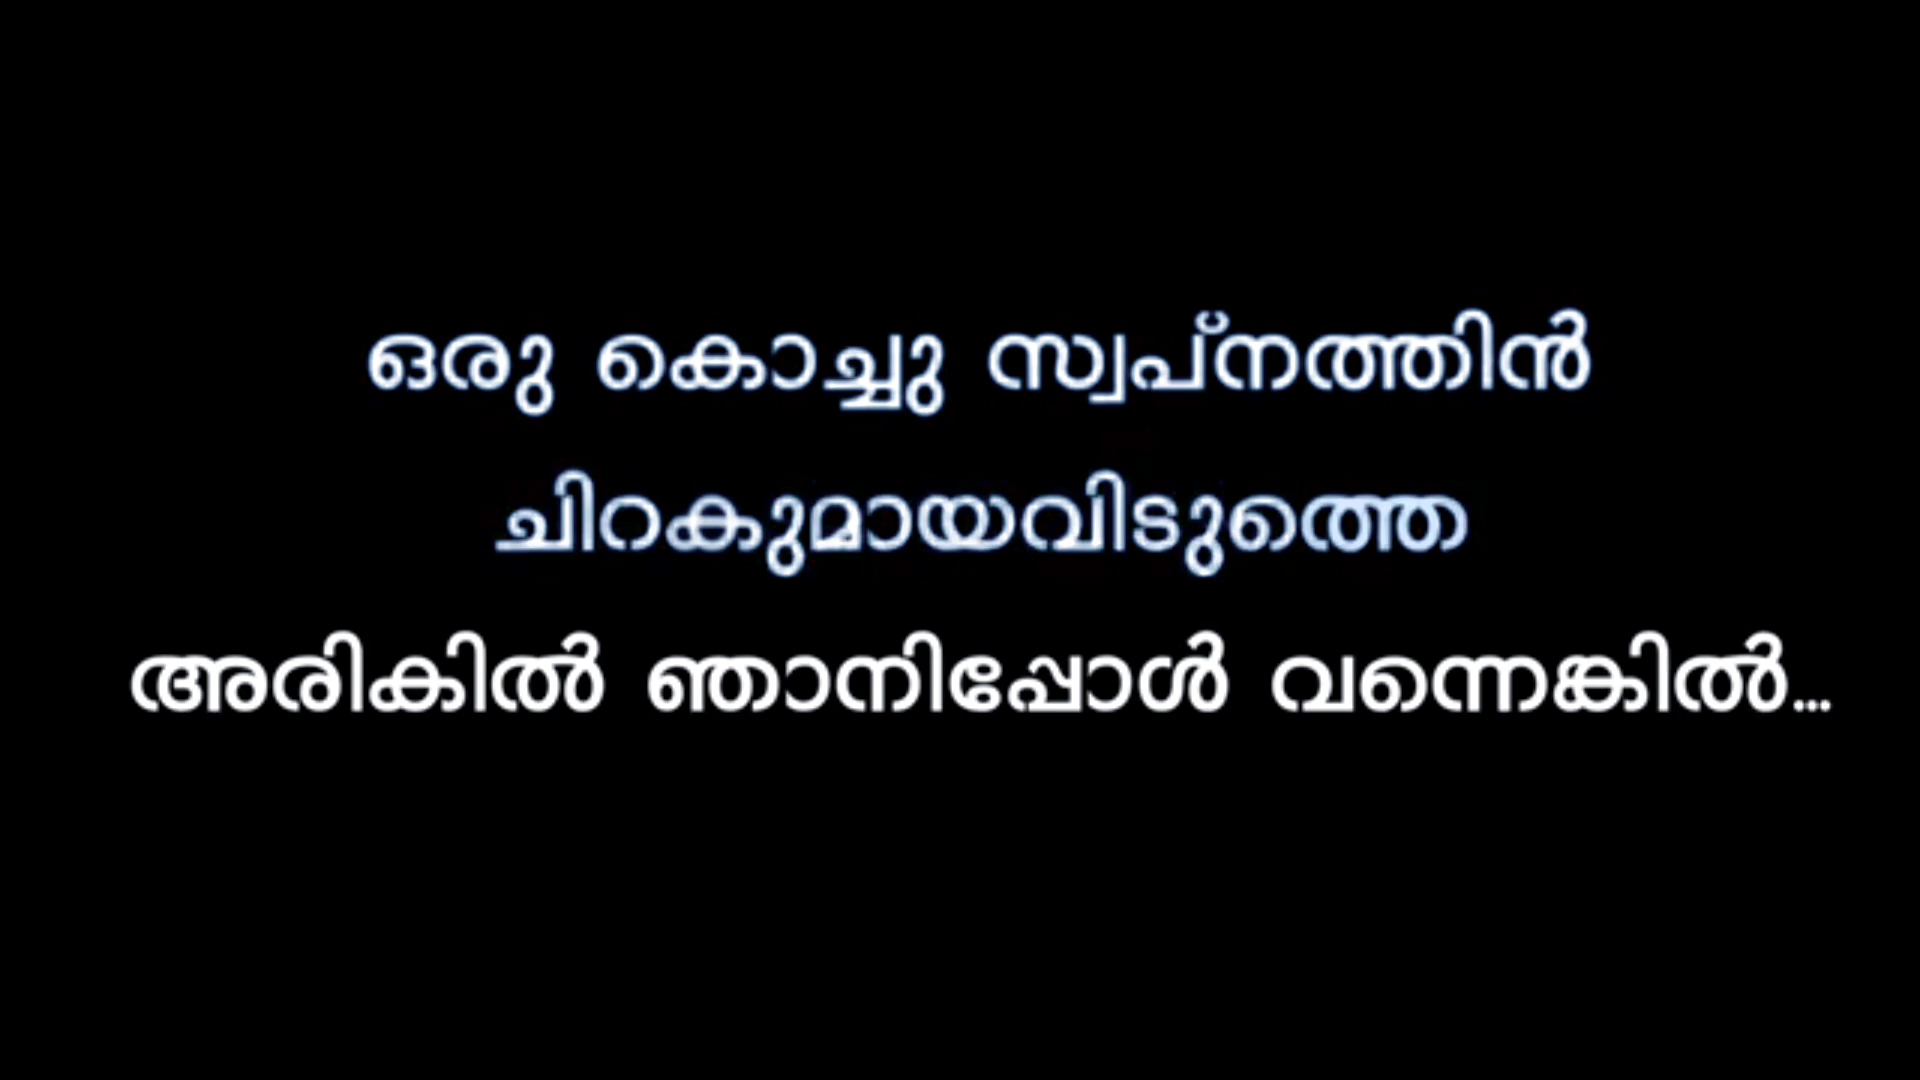 ഒരു കൊച്ചു സ്വപ്നത്തിൻ
ചിറകുമായവിടുത്തെ
അരികിൽ ഞാനിപ്പോൾ വന്നെങ്കിൽ...